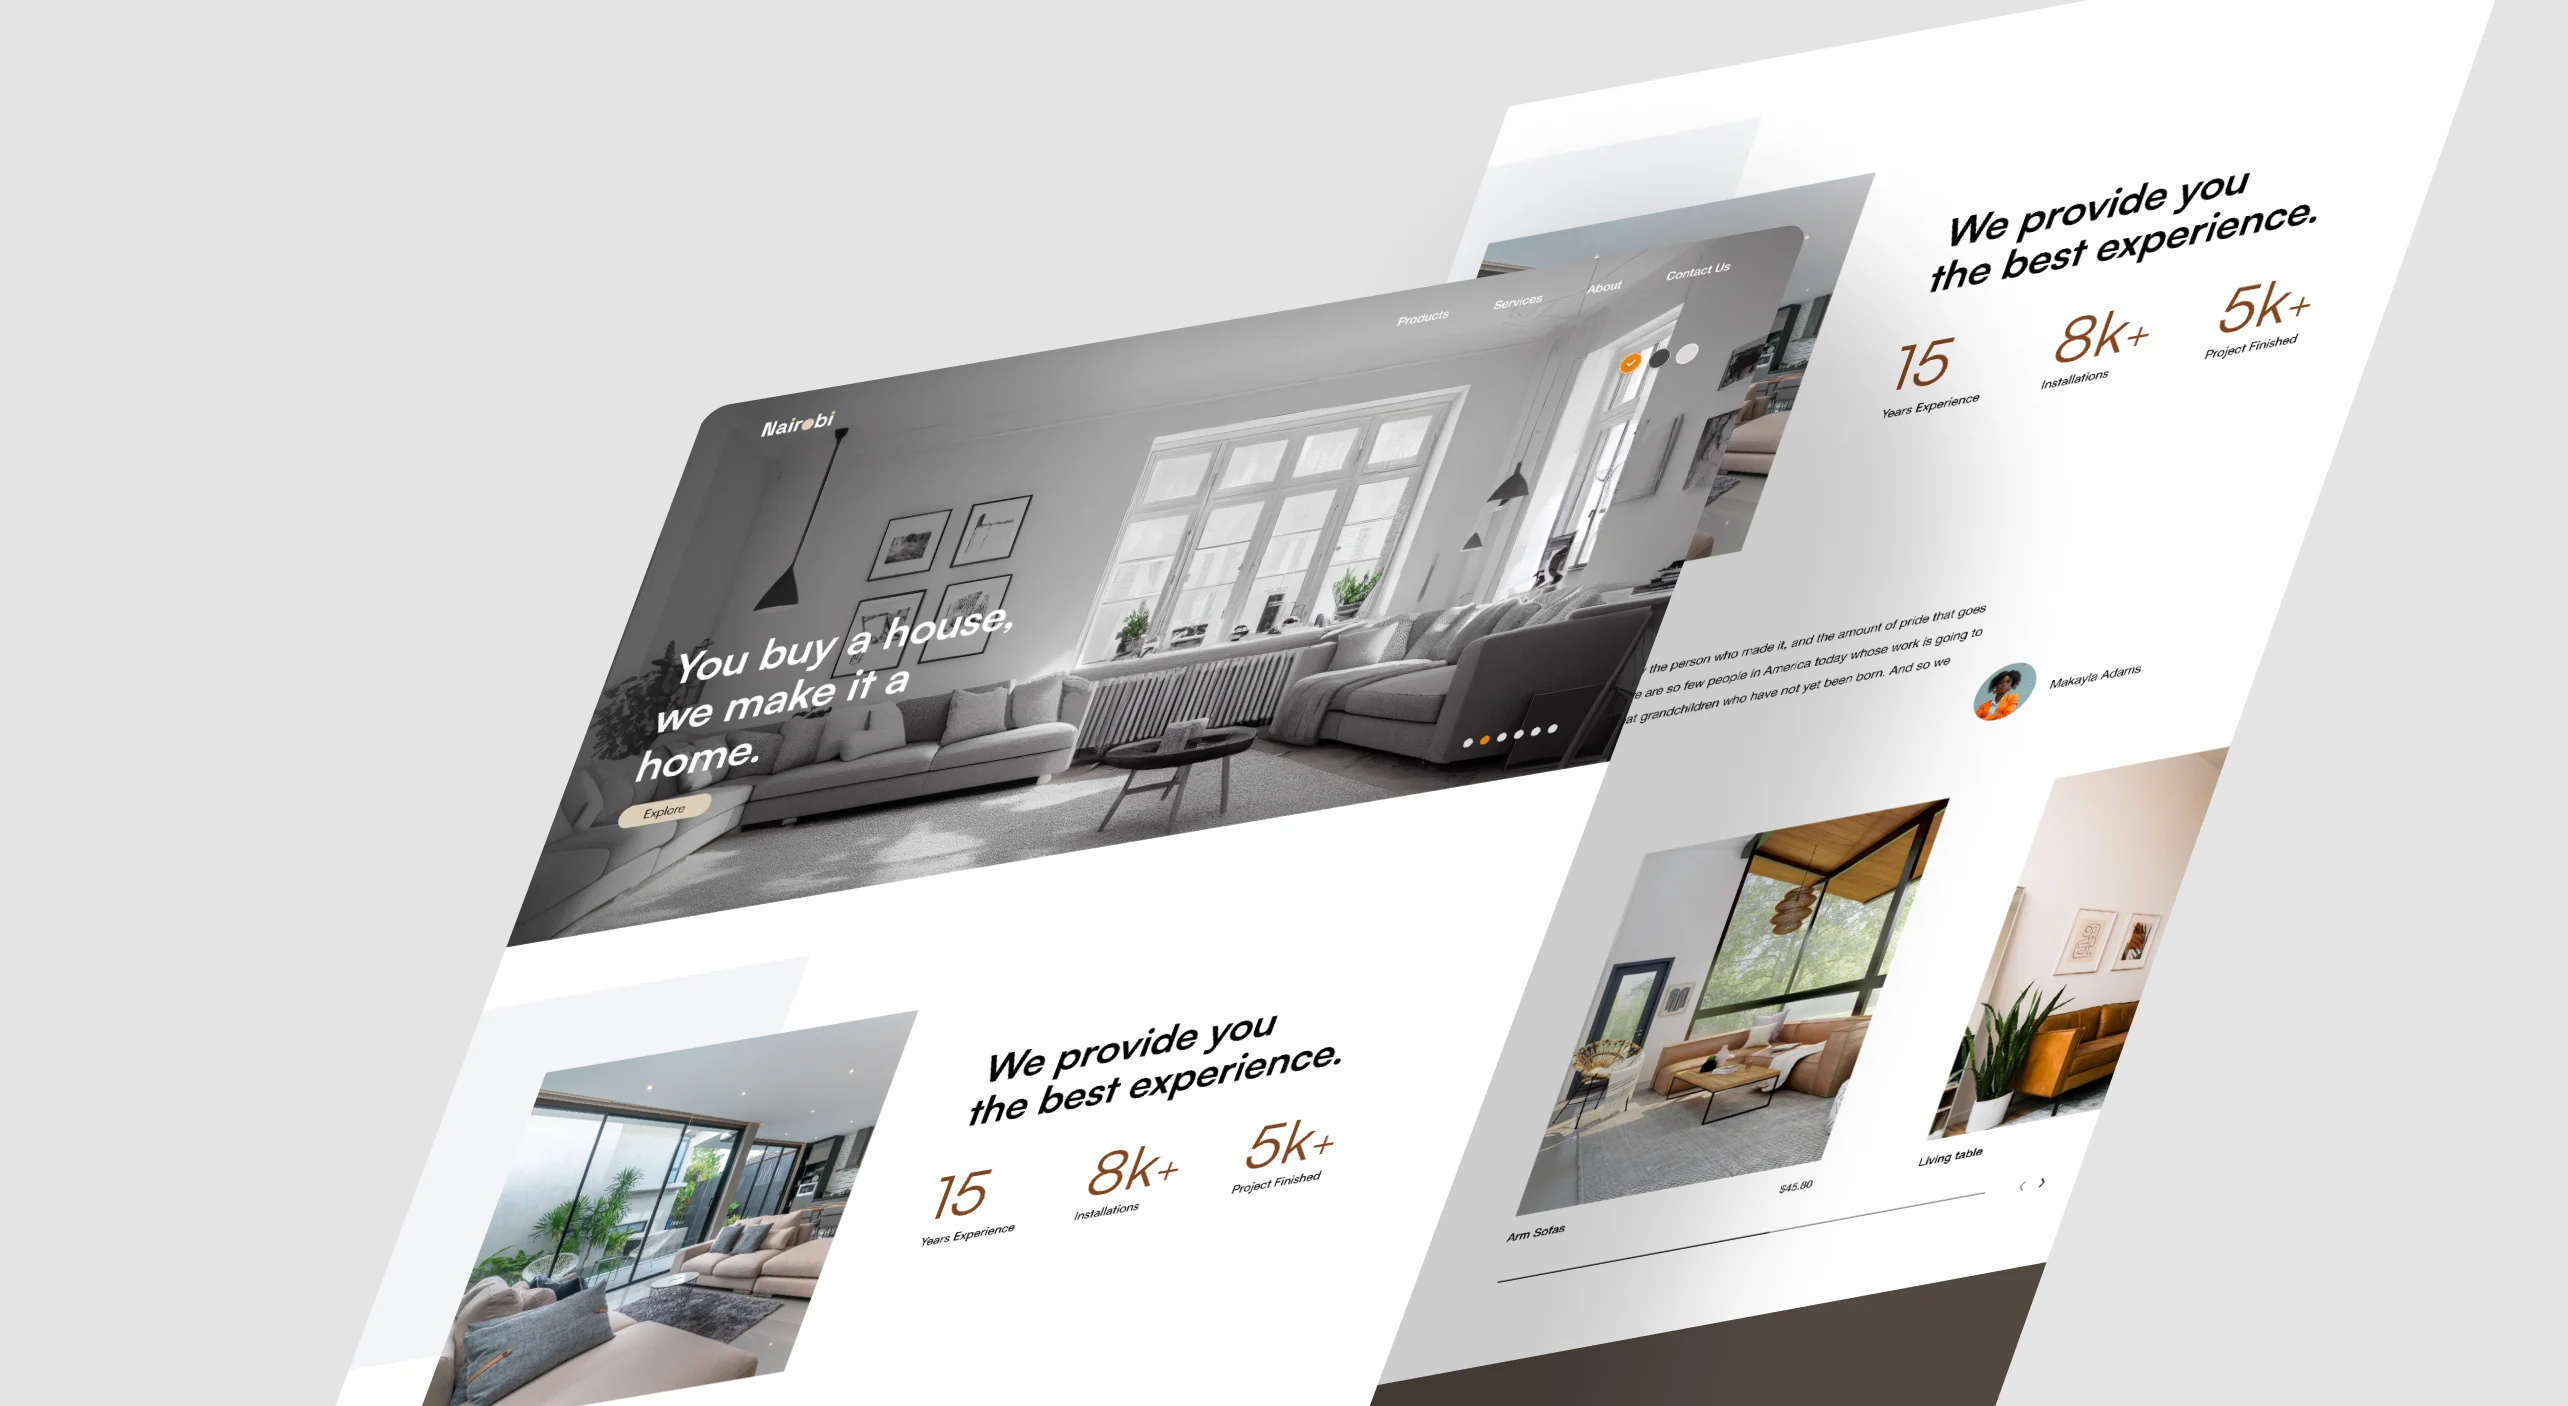 Nairobi
Products
Services
About
Contact Us
You buy a house,
we make it a
home.
Explore
We provide you
the best experience.
15
Years Experience
8k+
Installations
5k+
Project Finished
We provide you
the best experience.
15
Years Experience
8k+
Installations
5k+
Project Finished
the person who made it, and the amount of pride that goes
are so few people in America today whose work is going to
grandchildren who have not yet been born. And so we
Makayla Adams
Arm Sofas
$45.80
Living table